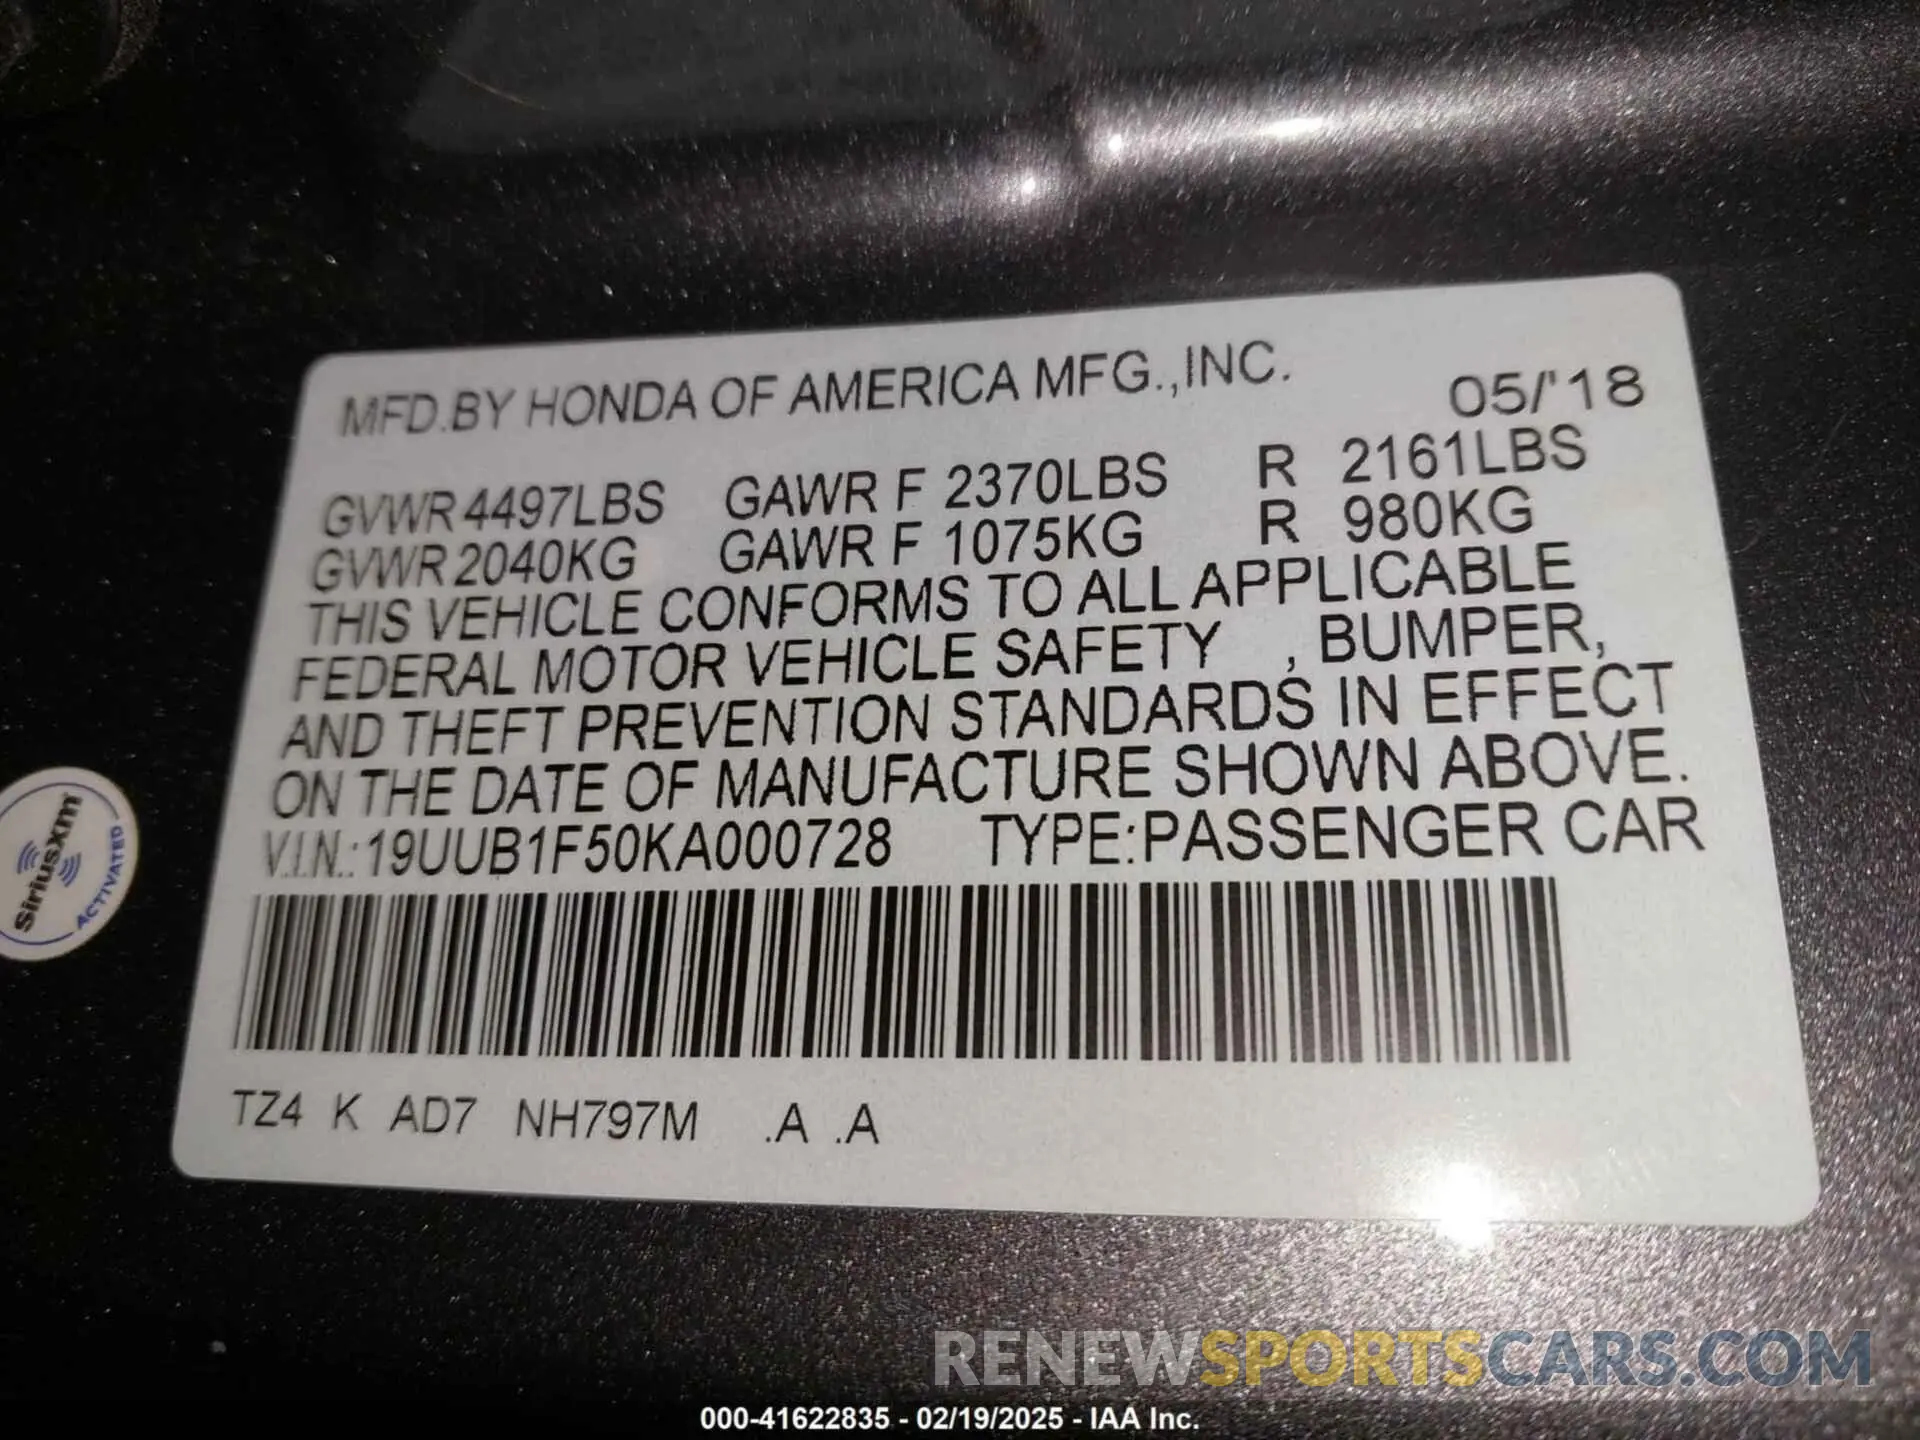 MFD.BY HONDA OF AMERICA MFG.,INC. 05/'18
GVWR 4497LBS GAWR F 2370LBS R 2161LBS
GVWR 2040KG GAWR F 1075KG R 980KG
THIS VEHICLE CONFORMS TO ALL APPLICABLE
FEDERAL MOTOR VEHICLE SAFETY , BUMPER,
AND THEFT PREVENTION STANDARDS IN EFFECT
ON THE DATE OF MANUFACTURE SHOWN ABOVE.
V.I.N.:19UUB1F50KA000728 TYPE:PASSENGER CAR
TZ4 K AD7 NH797M .A .A
SiriusXm
ACTIVATED
RENEWSPORTSCARS.COM
000-41622835 - 02/19/2025 - IAA Inc.